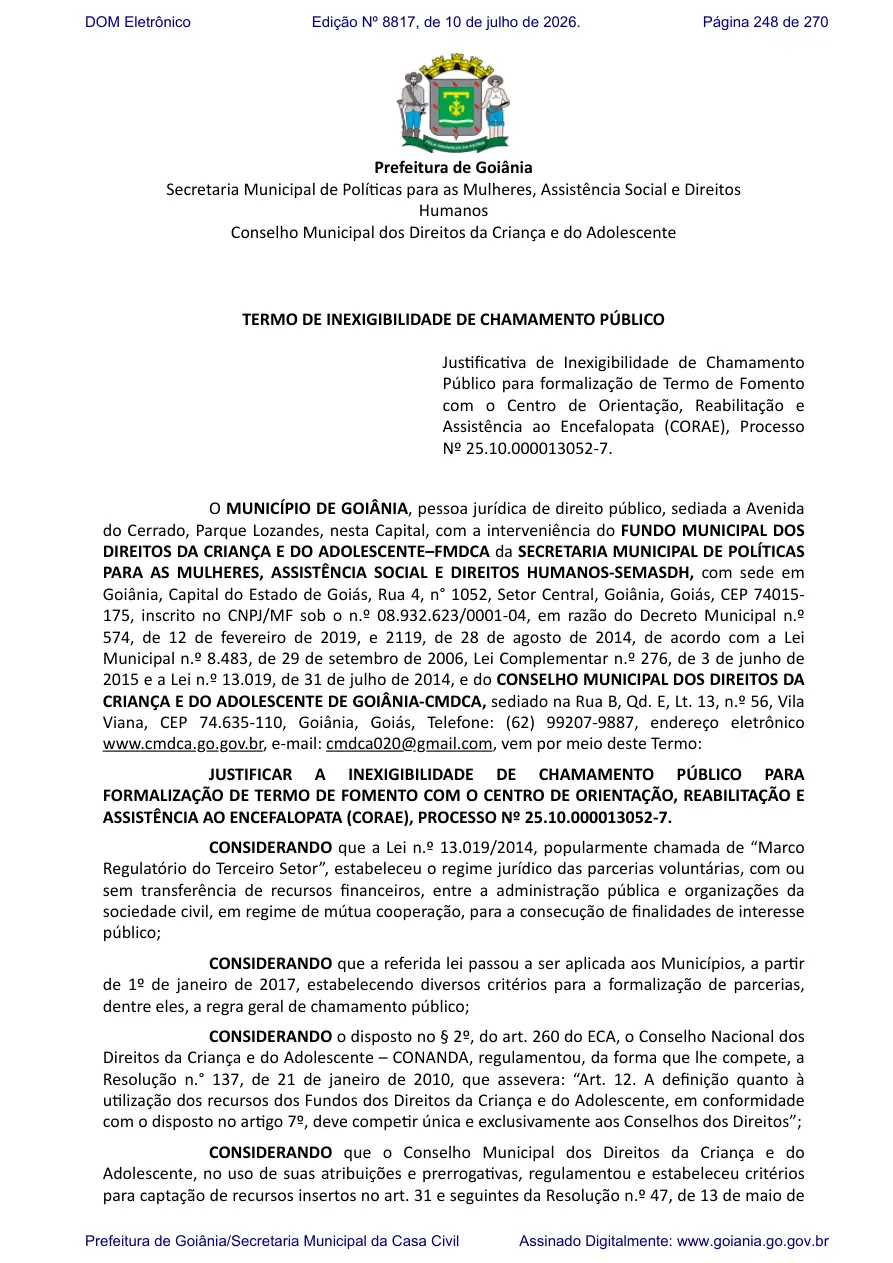 DOM Eletrônico Edição Nº 8817, de 10 de julho de 2026. Página 248 de 270
PELA GRANDEZA DA PÁTRIA
Prefeitura de Goiânia
Secretaria Municipal de Políticas para as Mulheres, Assistência Social e Direitos
Humanos
Conselho Municipal dos Direitos da Criança e do Adolescente
TERMO DE INEXIGIBILIDADE DE CHAMAMENTO PÚBLICO
Justificativa de Inexigibilidade de Chamamento
Público para formalização de Termo de Fomento
com o Centro de Orientação, Reabilitação e
Assistência ao Encefalopata (CORAE), Processo
Nº 25.10.000013052-7.
O MUNICÍPIO DE GOIÂNIA, pessoa jurídica de direito público, sediada a Avenida
do Cerrado, Parque Lozandes, nesta Capital, com a interveniência do FUNDO MUNICIPAL DOS
DIREITOS DA CRIANÇA E DO ADOLESCENTE–FMDCA da SECRETARIA MUNICIPAL DE POLÍTICAS
PARA AS MULHERES, ASSISTÊNCIA SOCIAL E DIREITOS HUMANOS-SEMASDH, com sede em
Goiânia, Capital do Estado de Goiás, Rua 4, n° 1052, Setor Central, Goiânia, Goiás, CEP 74015-
175, inscrito no CNPJ/MF sob o n.º 08.932.623/0001-04, em razão do Decreto Municipal n.º
574, de 12 de fevereiro de 2019, e 2119, de 28 de agosto de 2014, de acordo com a Lei
Municipal n.º 8.483, de 29 de setembro de 2006, Lei Complementar n.º 276, de 3 de junho de
2015 e a Lei n.º 13.019, de 31 de julho de 2014, e do CONSELHO MUNICIPAL DOS DIREITOS DA
CRIANÇA E DO ADOLESCENTE DE GOIÂNIA-CMDCA, sediado na Rua B, Qd. E, Lt. 13, n.º 56, Vila
Viana, CEP 74.635-110, Goiânia, Goiás, Telefone: (62) 99207-9887, endereço eletrônico
www.cmdca.go.gov.br, e-mail: cmdca020@gmail.com, vem por meio deste Termo:
JUSTIFICAR A INEXIGIBILIDADE DE CHAMAMENTO PÚBLICO PARA
FORMALIZAÇÃO DE TERMO DE FOMENTO COM O CENTRO DE ORIENTAÇÃO, REABILITAÇÃO E
ASSISTÊNCIA AO ENCEFALOPATA (CORAE), PROCESSO Nº 25.10.000013052-7.
CONSIDERANDO que a Lei n.º 13.019/2014, popularmente chamada de “Marco
Regulatório do Terceiro Setor”, estabeleceu o regime jurídico das parcerias voluntárias, com ou
sem transferência de recursos financeiros, entre a administração pública e organizações da
sociedade civil, em regime de mútua cooperação, para a consecução de finalidades de interesse
público;
CONSIDERANDO que a referida lei passou a ser aplicada aos Municípios, a partir
de 1º de janeiro de 2017, estabelecendo diversos critérios para a formalização de parcerias,
dentre eles, a regra geral de chamamento público;
CONSIDERANDO o disposto no § 2º, do art. 260 do ECA, o Conselho Nacional dos
Direitos da Criança e do Adolescente – CONANDA, regulamentou, da forma que lhe compete, a
Resolução n.° 137, de 21 de janeiro de 2010, que assevera: “Art. 12. A definição quanto à
utilização dos recursos dos Fundos dos Direitos da Criança e do Adolescente, em conformidade
com o disposto no artigo 7º, deve competir única e exclusivamente aos Conselhos dos Direitos”;
CONSIDERANDO que o Conselho Municipal dos Direitos da Criança e do
Adolescente, no uso de suas atribuições e prerrogativas, regulamentou e estabeleceu critérios
para captação de recursos insertos no art. 31 e seguintes da Resolução n.º 47, de 13 de maio de
Prefeitura de Goiânia/Secretaria Municipal da Casa Civil Assinado Digitalmente: www.goiania.go.gov.br